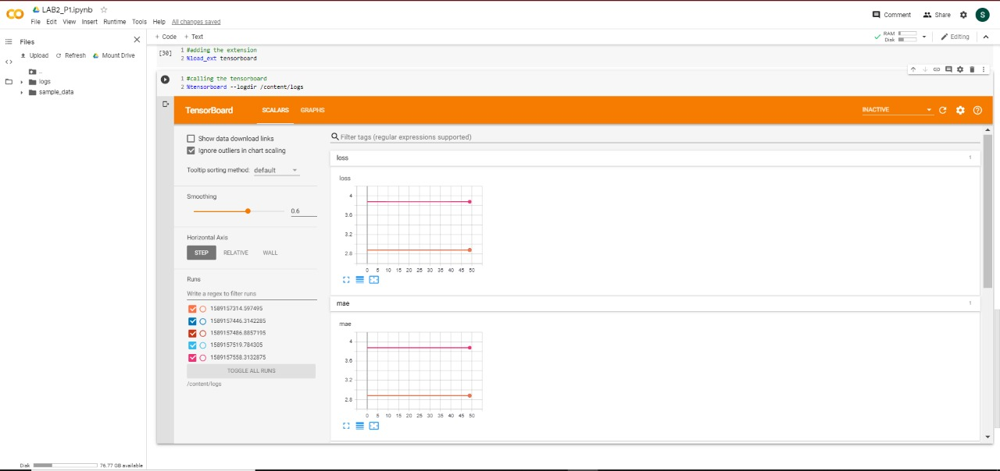 LAB2_P1.ipynb
Comment Share S
File Edit View Insert Runtime Tools Help All changes saved
Files
+ Code + Text
RAM
Disk
Editing
Upload Refresh Mount Drive
..
logs
sample_data
[30]
1 #adding the extension
2 %load_ext tensorboard
1 #calling the tensorboard
2 %tensorboard --logdir /content/logs
TensorBoard SCALARS GRAPHS INACTIVE
Show data download links
Ignore outliers in chart scaling
Tooltip sorting method: default
Smoothing
0.6
Horizontal Axis
STEP RELATIVE WALL
Runs
Write a regex to filter runs
1589157314.597495
1589157446.3142285
1589157486.8857195
1589157519.784305
1589157558.3132875
TOGGLE ALL RUNS
/content/logs
Filter tags (regular expressions supported)
loss 1
loss
4
3.6
3.2
2.8
0 5 10 15 20 25 30 35 40 45 50
mae 1
mae
4
3.6
3.2
2.8
0 5 10 15 20 25 30 35 40 45 50
Disk 76.77 GB available